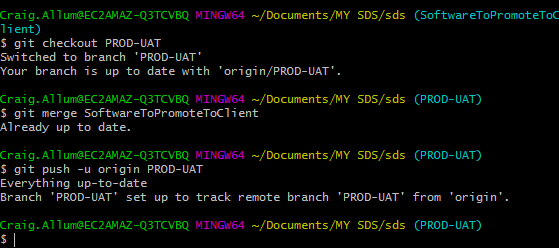 Craig.Allum@EC2AMAZ-Q3TCVBQ MINGW64 ~/Documents/MY SDS/sds (SoftwareToPromoteToC
lient)
$ git checkout PROD-UAT
Switched to branch 'PROD-UAT'
Your branch is up to date with 'origin/PROD-UAT'.
Craig.Allum@EC2AMAZ-Q3TCVBQ MINGW64 ~/Documents/MY SDS/sds (PROD-UAT)
$ git merge SoftwareToPromoteToClient
Already up to date.
Craig.Allum@EC2AMAZ-Q3TCVBQ MINGW64 ~/Documents/MY SDS/sds (PROD-UAT)
$ git push -u origin PROD-UAT
Everything up-to-date
Branch 'PROD-UAT' set up to track remote branch 'PROD-UAT' from 'origin'.
Craig.Allum@EC2AMAZ-Q3TCVBQ MINGW64 ~/Documents/MY SDS/sds (PROD-UAT)
$